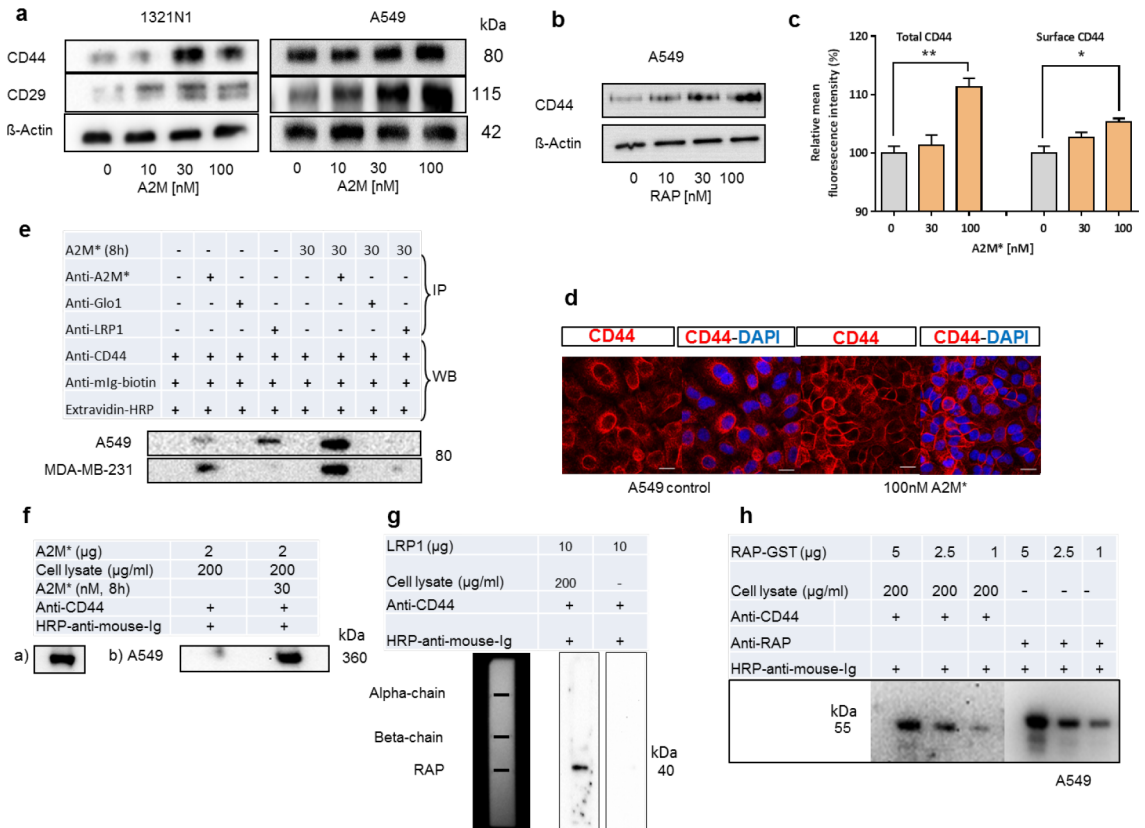 a
1321N1
A549
kDa
CD44
80
CD29
115
ß-Actin
42
0 10 30 100
A2M [nM]
0 10 30 100
A2M [nM]
b
A549
CD44
ß-Actin
0 10 30 100
RAP [nM]
c
Total CD44
Surface CD44
**
*
Relative mean
fluoresecence intensity (%)
120
110
100
90
0 30 100 0 30 100
A2M* [nM]
e
A2M* (8h) - - - - 30 30 30 30
Anti-A2M* - + - - - + - -
Anti-Glo1 - - + - - - + -
Anti-LRP1 - - - + - - - +
IP
Anti-CD44 + + + + + + + +
Anti-mIg-biotin + + + + + + + +
Extravidin-HRP + + + + + + + +
WB
A549
MDA-MB-231
80
d
CD44 CD44-DAPI CD44 CD44-DAPI
A549 control
100nM A2M*
f
A2M* (µg) 2 2
Cell lysate (µg/ml) 200 200
A2M* (nM, 8h) 30
Anti-CD44 + +
HRP-anti-mouse-Ig + +
kDa
a)
b) A549
360
g
LRP1 (µg) 10 10
Cell lysate (µg/ml) 200 -
Anti-CD44 + +
HRP-anti-mouse-Ig + +
Alpha-chain
Beta-chain
RAP
kDa
40
h
RAP-GST (µg) 5 2.5 1 5 2.5 1
Cell lysate (µg/ml) 200 200 200 - - -
Anti-CD44 + + +
Anti-RAP + + +
HRP-anti-mouse-Ig + + + + + +
kDa
55
A549